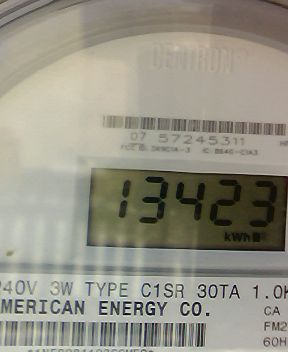 CENTRON®
07 57245311
13423
kWh
240V 3W TYPE C1SR 30TA 1.0K
AMERICAN ENERGY CO.
CA
FM2
60H